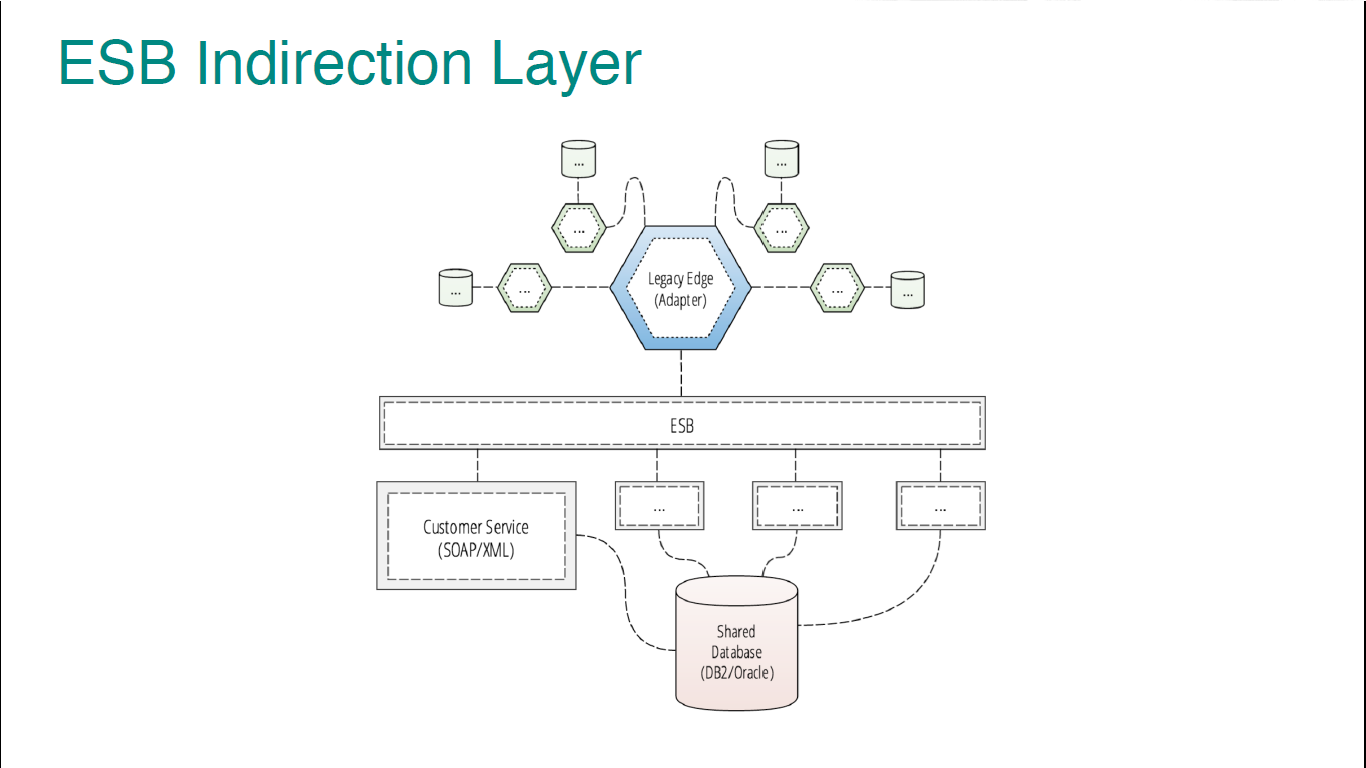 ESB Indirection Layer
...
...
...
...
Legacy Edge
(Adapter)
...
...
...
...
ESB
Customer Service
(SOAP/XML)
...
...
...
Shared
Database
(DB2/Oracle)